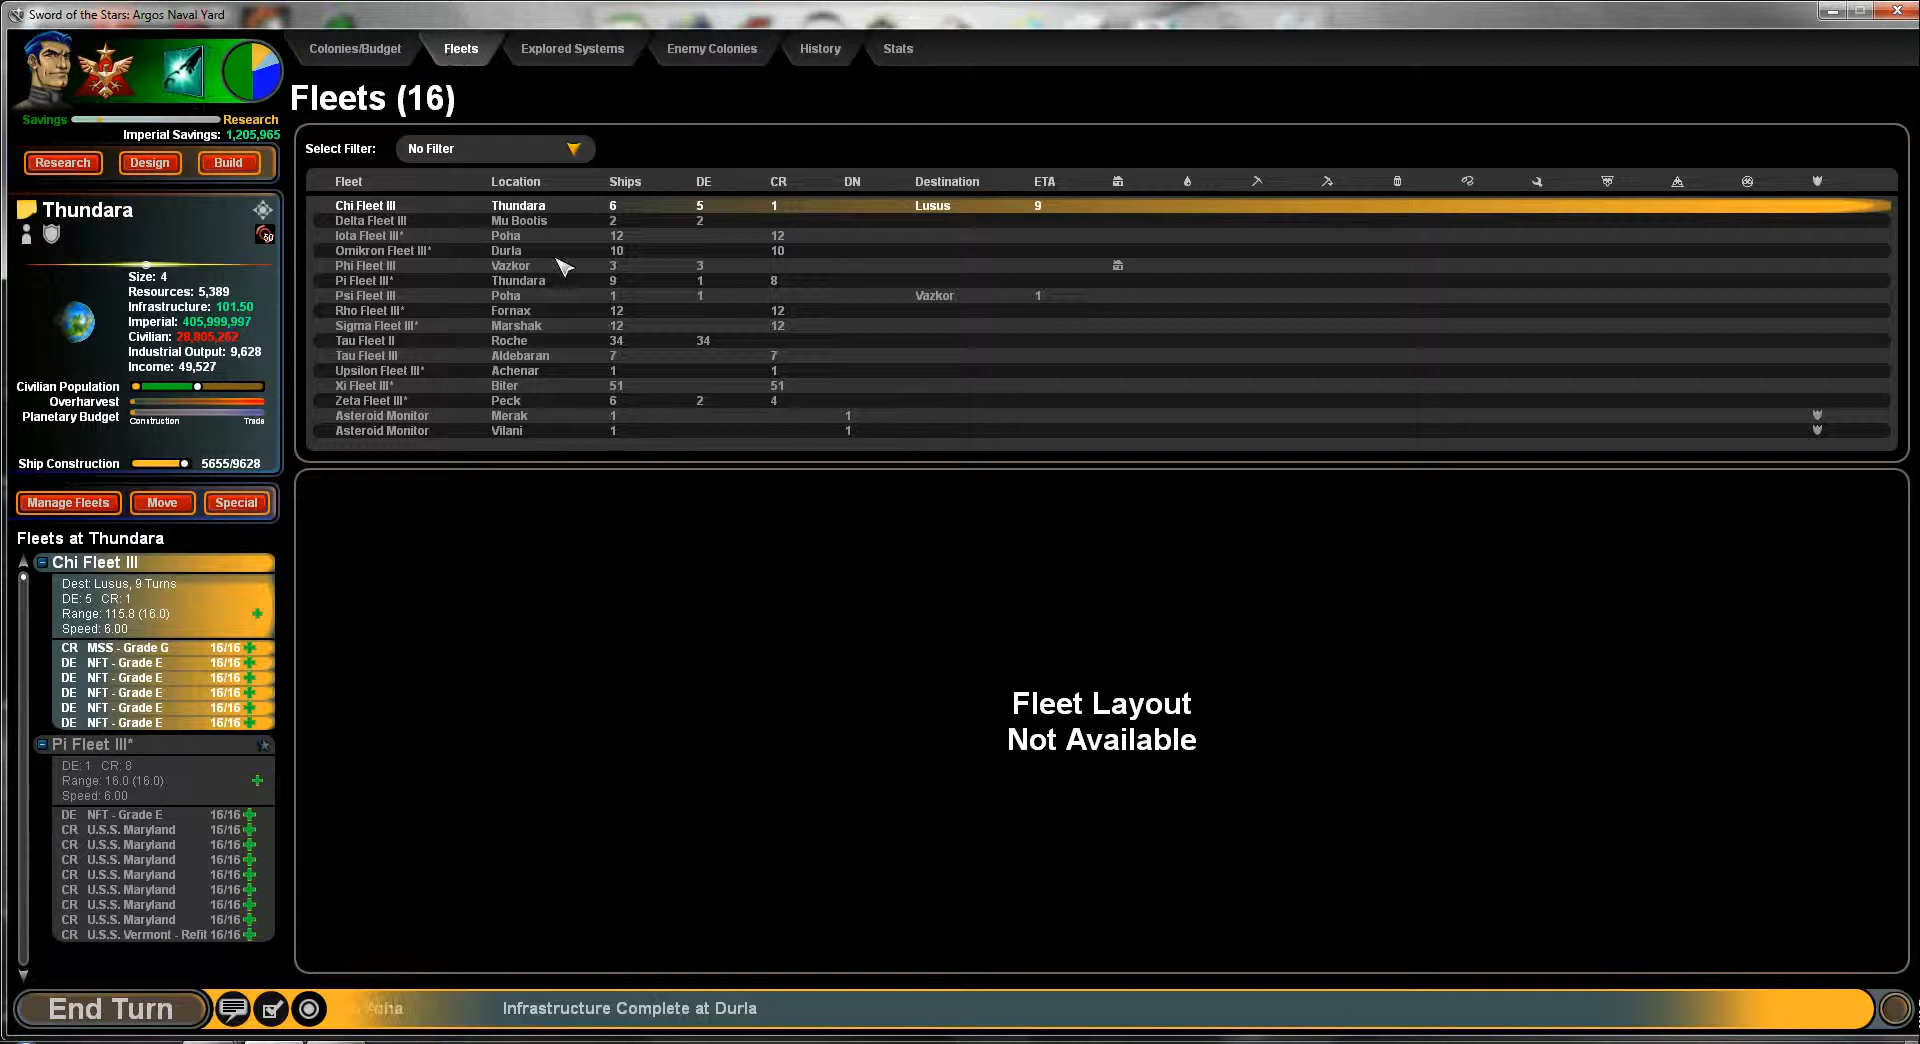 Sword of the Stars: Argos Naval Yard
Colonies/Budget Fleets Explored Systems Enemy Colonies History Stats
Savings Research
Imperial Savings: 1,205,965
Research Design Build
Thundara
60
Size: 4
Resources: 5,389
Infrastructure: 101.50
Imperial: 405,999,997
Civilian: 28,805,262
Industrial Output: 9,628
Income: 49,527
Civilian Population
Overharvest
Planetary Budget
Construction Trade
Ship Construction 5655/9628
Manage Fleets Move Special
Fleets at Thundara
Chi Fleet III
Dest: Lusus, 9 Turns
DE: 5 CR: 1
Range: 115.8 (16.0)
Speed: 6.00
CR MSS - Grade G 16/16
DE NFT - Grade E 16/16
DE NFT - Grade E 16/16
DE NFT - Grade E 16/16
DE NFT - Grade E 16/16
DE NFT - Grade E 16/16
Pi Fleet III*
DE: 1 CR: 8
Range: 16.0 (16.0)
Speed: 6.00
DE NFT - Grade E 16/16
CR U.S.S. Maryland 16/16
CR U.S.S. Maryland 16/16
CR U.S.S. Maryland 16/16
CR U.S.S. Maryland 16/16
CR U.S.S. Maryland 16/16
CR U.S.S. Maryland 16/16
CR U.S.S. Maryland 16/16
CR U.S.S. Vermont - Refit 16/16
Fleets (16)
Select Filter: No Filter
Fleet Location Ships DE CR DN Destination ETA
Chi Fleet III Thundara 6 5 1 Lusus 9
Delta Fleet III Mu Bootis 2 2
Iota Fleet III* Poha 12 12
Omikron Fleet III* Durla 10 10
Phi Fleet III Vazkor 3 3
Pi Fleet III* Thundara 9 1 8
Psi Fleet III Poha 1 1 Vazkor 1
Rho Fleet III* Fornax 12 12
Sigma Fleet III* Marshak 12 12
Tau Fleet II Roche 34 34
Tau Fleet III Aldebaran 7 7
Upsilon Fleet III* Achenar 1 1
Xi Fleet III* Biter 51 51
Zeta Fleet III* Peck 6 2 4
Asteroid Monitor Merak 1 1
Asteroid Monitor Vilani 1 1
Fleet Layout
Not Available
End Turn
Infrastructure Complete at Durla